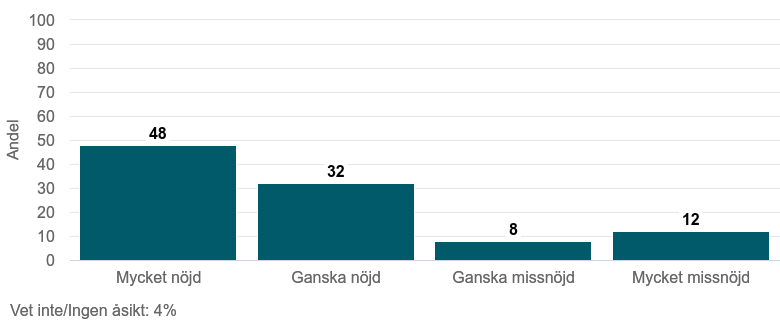 100
90
80
70
60
50
40
30
20
10
0
Andel
48
32
8
12
Mycket nöjd
Ganska nöjd
Ganska missnöjd
Mycket missnöjd
Vet inte/Ingen åsikt: 4%